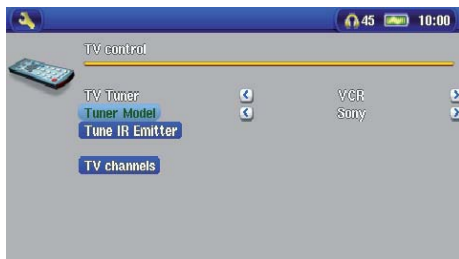 45 10:00
TV control
TV Tuner VCR
Tuner Model Sony
Tune IR Emitter
TV channels